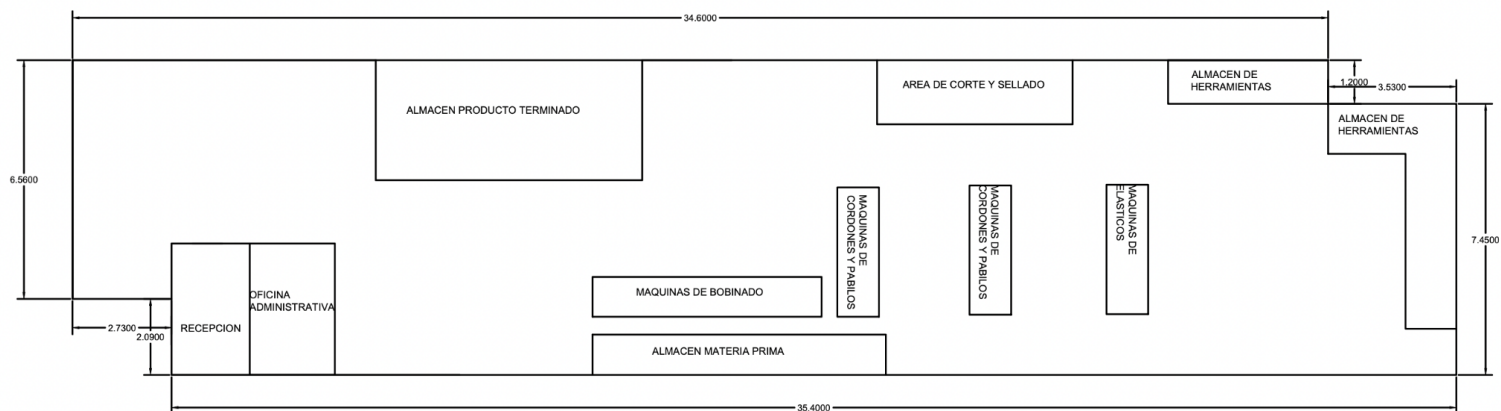 34.6000
ALMACEN DE
HERRAMIENTAS
AREA DE CORTE Y SELLADO
1.2000
3.5300
ALMACEN PRODUCTO TERMINADO
ALMACEN DE
HERRAMIENTAS
6.5600
MAQUINAS DE
CORDONES Y PABILOS
MAQUINAS DE
CORDONES Y PABILOS
MAQUINAS DE
ELASTICOS
7.4500
OFICINA
ADMINISTRATIVA
MAQUINAS DE BOBINADO
2.7300
2.0900
RECEPCION
ALMACEN MATERIA PRIMA
35.4000